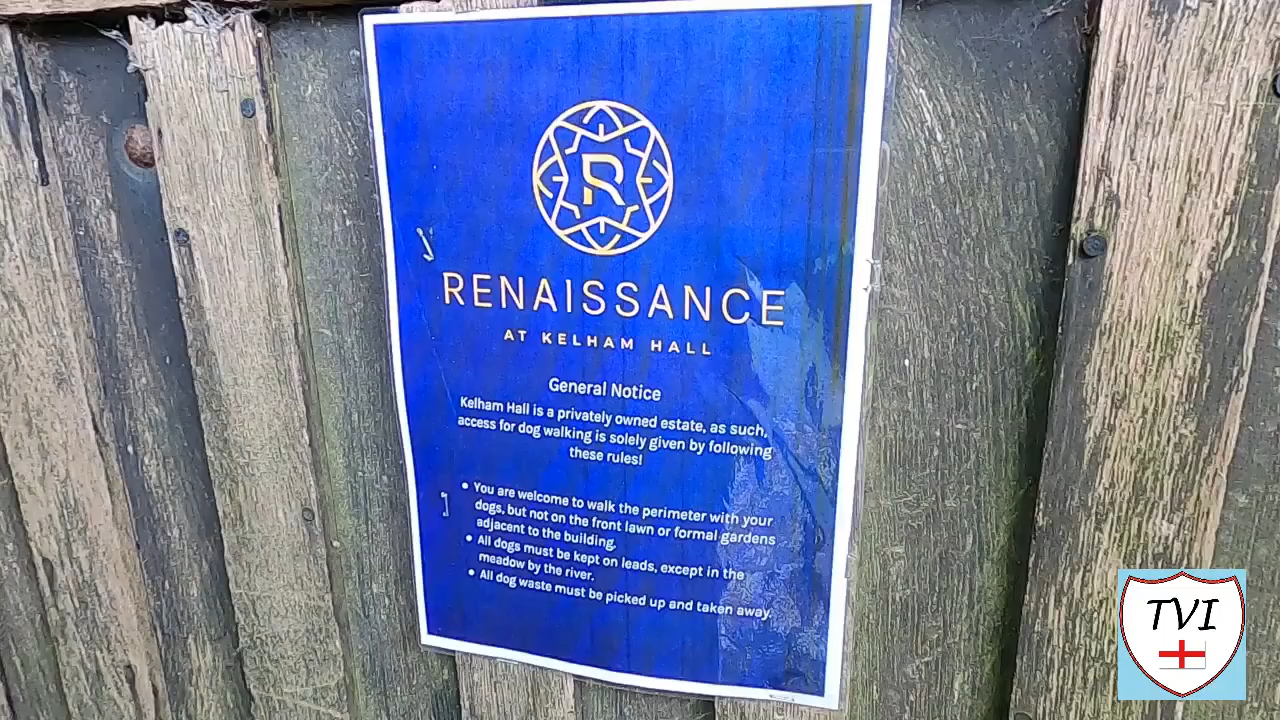 R
RENAISSANCE
AT KELHAM HALL
General Notice
Kelham Hall is a privately owned estate, as such,
access for dog walking is solely given by following
these rules!
• You are welcome to walk the perimeter with your
dogs, but not on the front lawn or formal gardens
adjacent to the building.
• All dogs must be kept on leads, except in the
meadow by the river.
• All dog waste must be picked up and taken away.
TVI